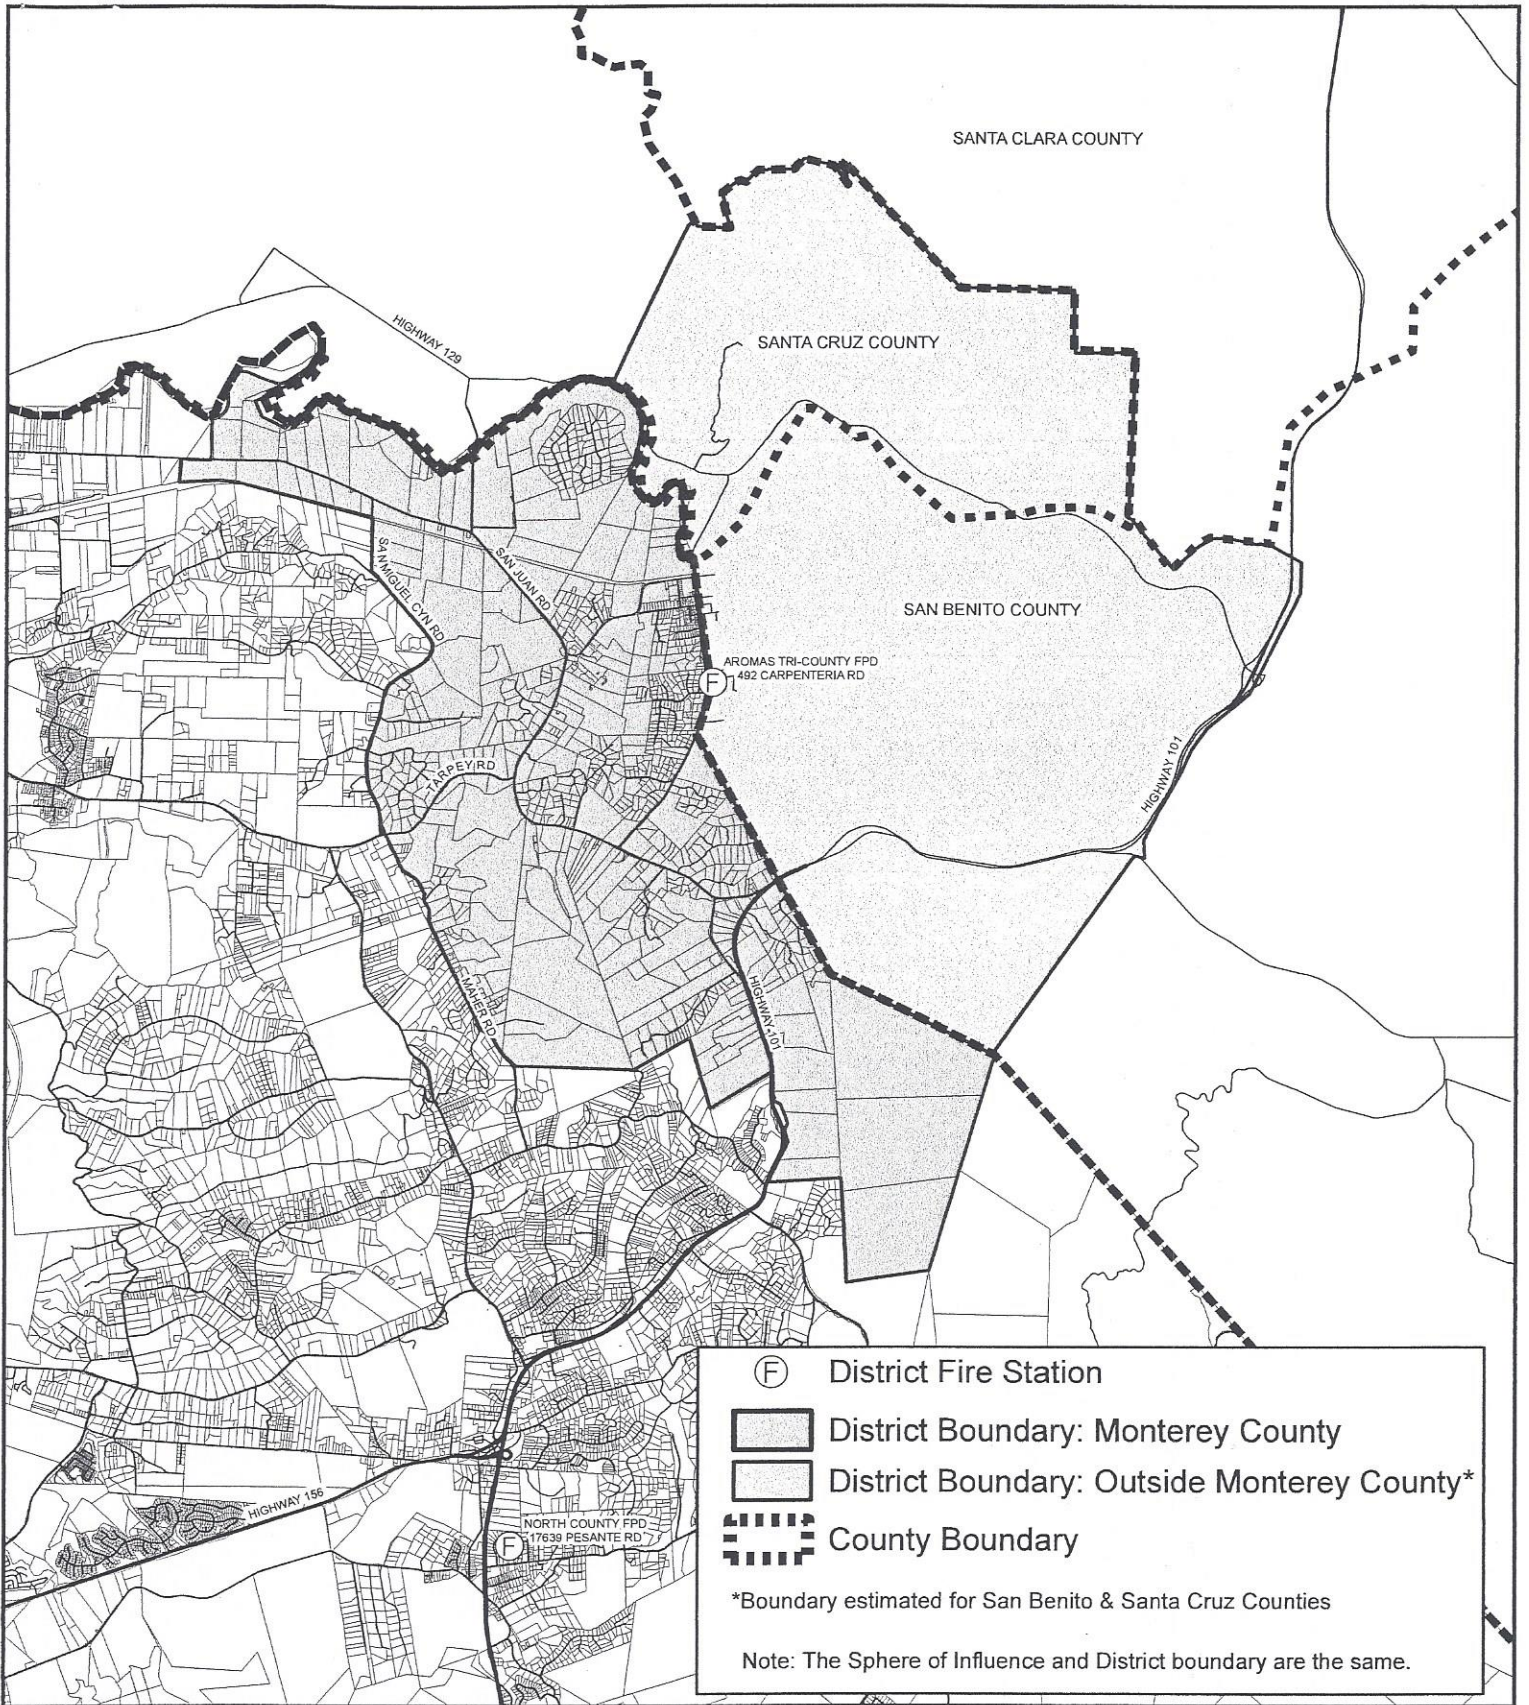 SANTA CLARA COUNTY
HIGHWAY 129
SANTA CRUZ COUNTY
SAN MIGUEL CYN RD
SAN JUAN RD
SAN BENITO COUNTY
F
AROMAS TRI-COUNTY FPD
492 CARPENTERIA RD
TARPEY RD
HIGHWAY 101
MAHER RD
HIGHWAY 101
HIGHWAY 156
F
NORTH COUNTY FPD
17639 PESANTE RD
F District Fire Station
District Boundary: Monterey County
District Boundary: Outside Monterey County*
County Boundary
*Boundary estimated for San Benito & Santa Cruz Counties
Note: The Sphere of Influence and District boundary are the same.